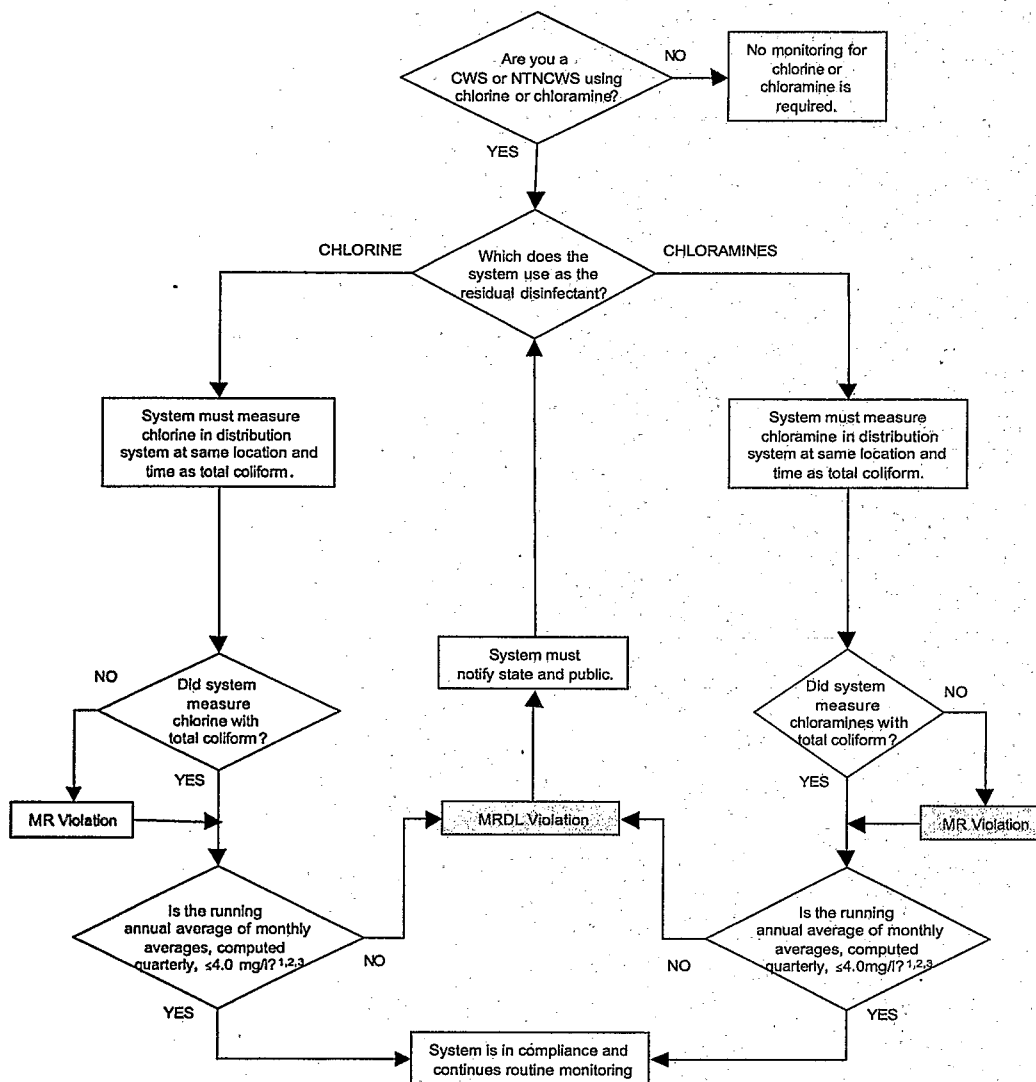 Are you a
CWS or NTNCWS using
chlorine or chloramine?
NO
No monitoring for
chlorine or
chloramine is
required.
YES
CHLORINE
Which does the
system use as the
residual disinfectant?
CHLORAMINES
System must measure
chlorine in distribution
system at same location and
time as total coliform.
System must measure
chloramine in distribution
system at same location and
time as total coliform.
System must
notify state and public.
NO
Did system
measure
chlorine with
total coliform?
YES
Did system
measure
chloramines with
total coliform?
NO
YES
MR Violation
MRDL Violation
MR Violation
Is the running
annual average of monthly
averages, computed
quarterly, ≤4.0 mg/l?1,2,3
NO
YES
Is the running
annual average of monthly
averages, computed
quarterly, ≤4.0mg/l?1,2,3
NO
YES
System is in compliance and
continues routine monitoring